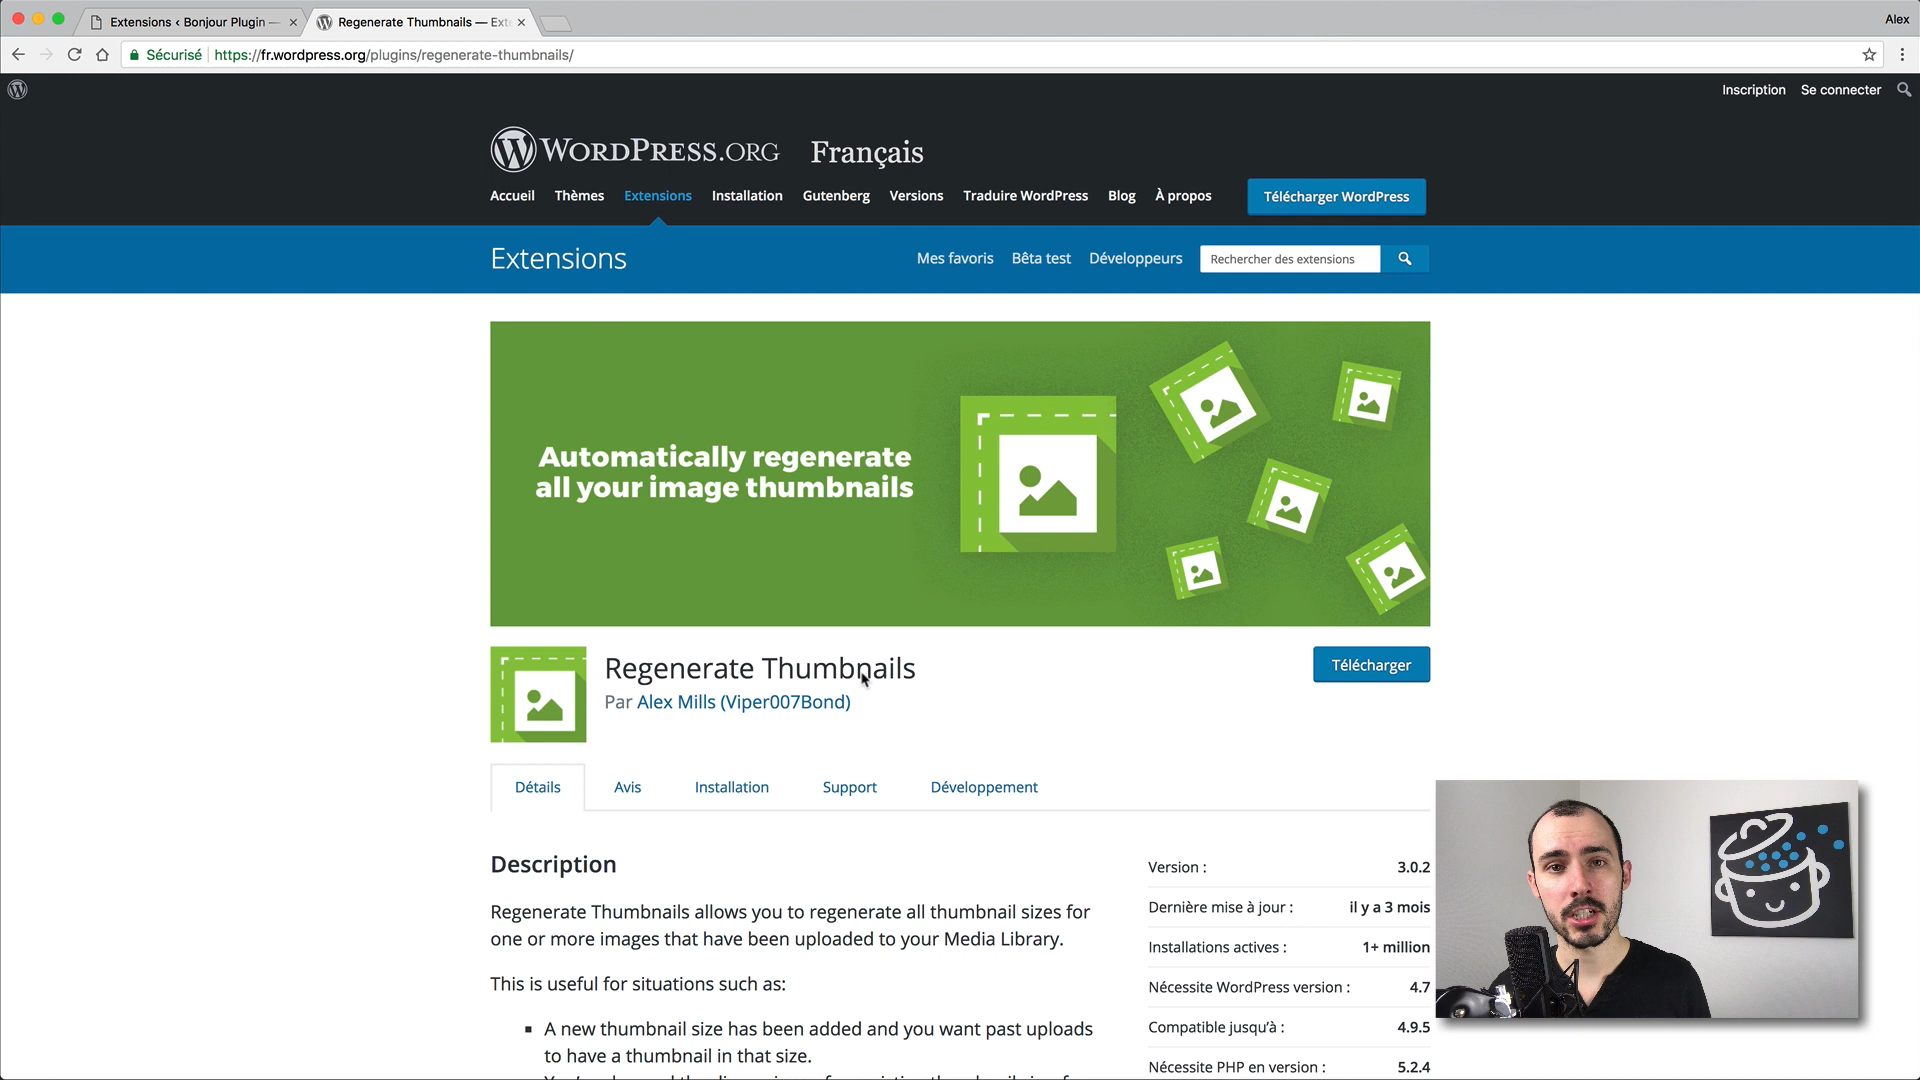 Extensions ‹ Bonjour Plugin —
Regenerate Thumbnails — Ext
Alex
Sécurisé
https://fr.wordpress.org/plugins/regenerate-thumbnails/
Inscription
Se connecter
WORDPRESS.ORG
Français
Accueil
Thèmes
Extensions
Installation
Gutenberg
Versions
Traduire WordPress
Blog
À propos
Télécharger WordPress
Extensions
Mes favoris
Bêta test
Développeurs
Rechercher des extensions
Automatically regenerate
all your image thumbnails
Regenerate Thumbnails
Par Alex Mills (Viper007Bond)
Télécharger
Détails
Avis
Installation
Support
Développement
Description
Regenerate Thumbnails allows you to regenerate all thumbnail sizes for
one or more images that have been uploaded to your Media Library.
This is useful for situations such as:
A new thumbnail size has been added and you want past uploads
to have a thumbnail in that size.
Version : 3.0.2
Dernière mise à jour : il y a 3 mois
Installations actives : 1+ million
Nécessite WordPress version : 4.7
Compatible jusqu’à : 4.9.5
Nécessite PHP en version : 5.2.4